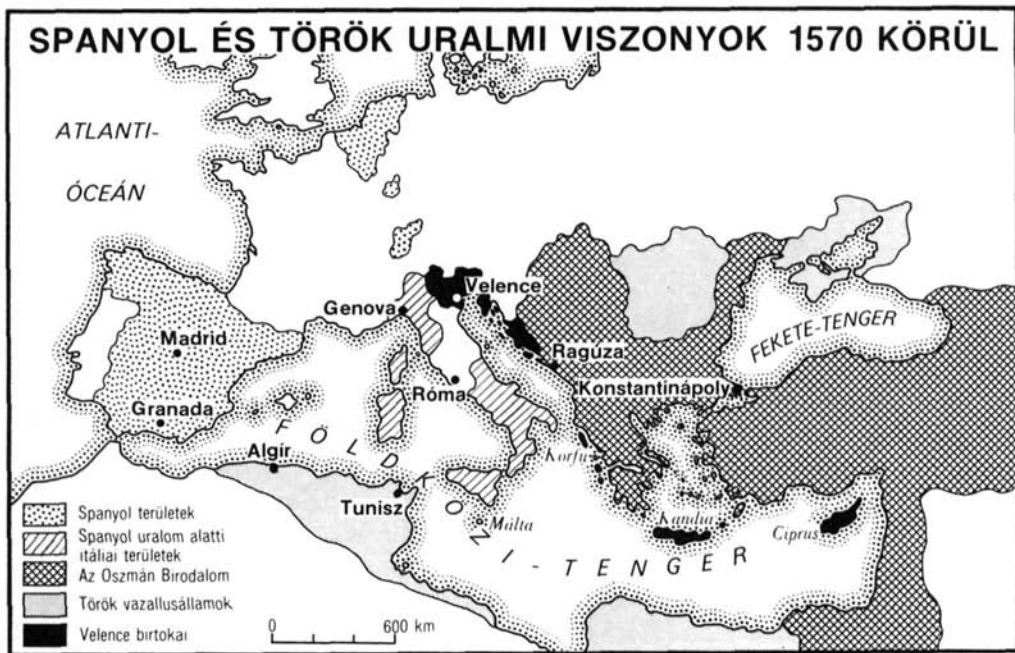 SPANYOL ÉS TÖRÖK URALMI VISZONYOK 1570 KÖRÜL
ATLANTI-
ÓCEÁN
Velence
Genova
FEKETE-TENGER
Madrid
Ragúza
Róma
Konstantinápoly
Granada
FÖLDKÖZI-TENGER
Korfu
Algír
Tunisz
Málta
Kandia
Ciprus
Spanyol területek
Spanyol uralom alatti
itáliai területek
Az Oszmán Birodalom
Török vazallusállamok
Velence birtokai
0 600 km